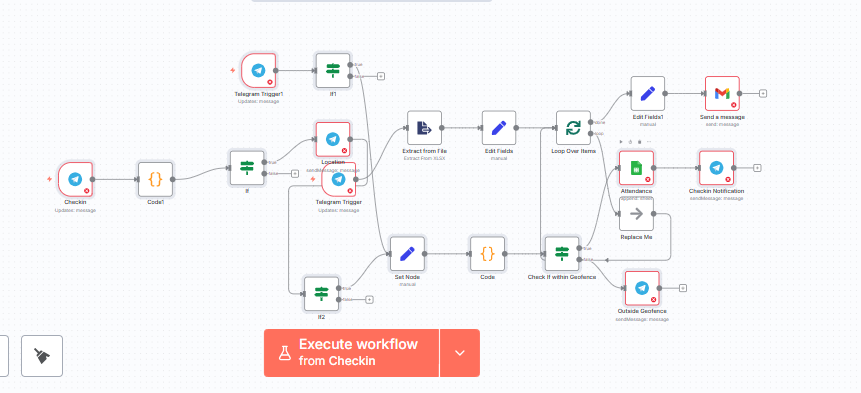 Telegram Trigger1
Updates: message
If1
true
false
Edit Fields1
manual
Send a message
send: message
Extract from File
Extract From XLSX
Edit Fields
manual
Loop Over Items
done
loop
Checkin
Updates: message
Code1
If
true
false
Location
sendMessage: message
Telegram Trigger
Updates: message
Attendance
append: sheet
Checkin Notification
sendMessage: message
Replace Me
Set Node
manual
Code
Check If within Geofence
true
false
If2
true
false
Outside Geofence
sendMessage: message
Execute workflow
from Checkin